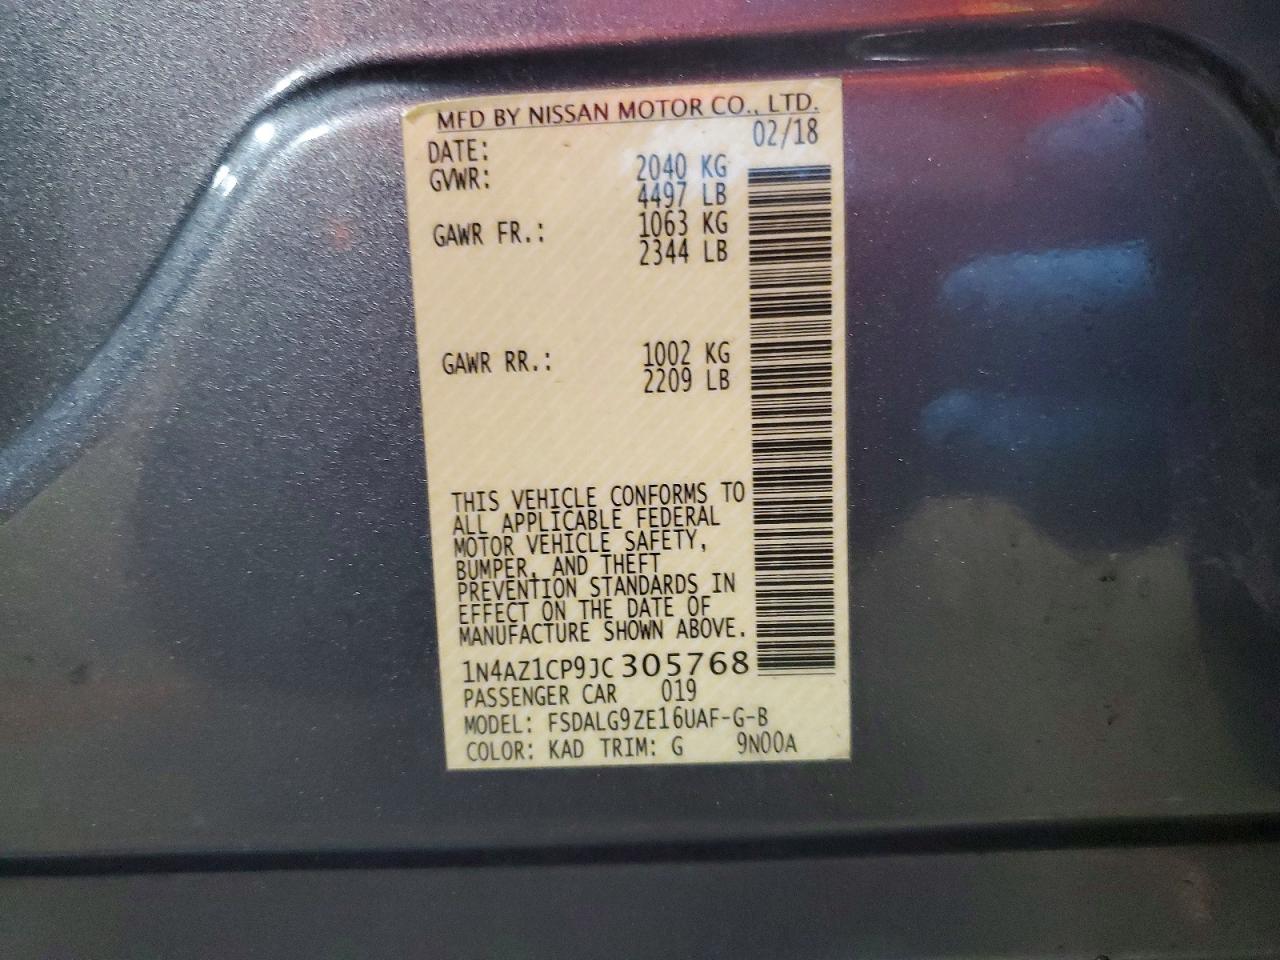 MFD BY NISSAN MOTOR CO., LTD.
DATE: 02/18
GVWR: 2040 KG
4497 LB
GAWR FR.: 1063 KG
2344 LB
GAWR RR.: 1002 KG
2209 LB
THIS VEHICLE CONFORMS TO
ALL APPLICABLE FEDERAL
MOTOR VEHICLE SAFETY,
BUMPER, AND THEFT
PREVENTION STANDARDS IN
EFFECT ON THE DATE OF
MANUFACTURE SHOWN ABOVE.
1N4AZ1CP9JC 305768
PASSENGER CAR 019
MODEL: FSDALG9ZE16UAF-G-B
COLOR: KAD TRIM: G 9N00A